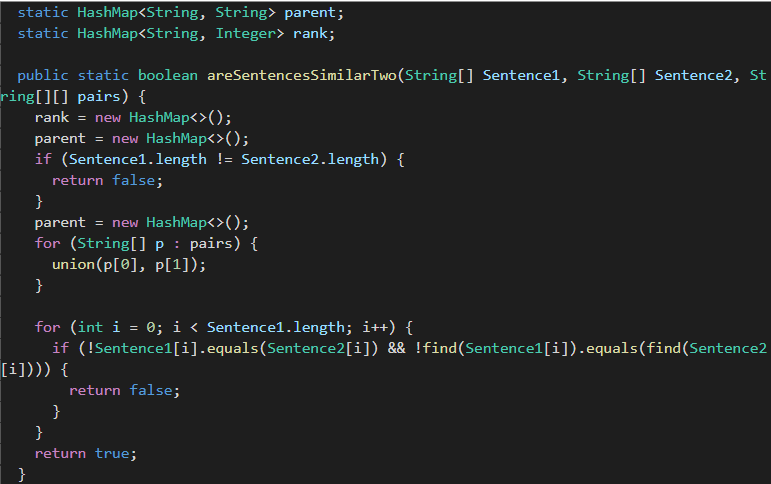 static HashMap<String, String> parent;
static HashMap<String, Integer> rank;
public static boolean areSentencesSimilarTwo(String[] Sentence1, String[] Sentence2, St
ring[][] pairs) {
rank = new HashMap<>();
parent = new HashMap<>();
if (Sentence1.length != Sentence2.length) {
return false;
}
parent = new HashMap<>();
for (String[] p : pairs) {
union(p[0], p[1]);
}
for (int i = 0; i < Sentence1.length; i++) {
if (!Sentence1[i].equals(Sentence2[i]) && !find(Sentence1[i]).equals(find(Sentence2
[i]))) {
return false;
}
}
return true;
}